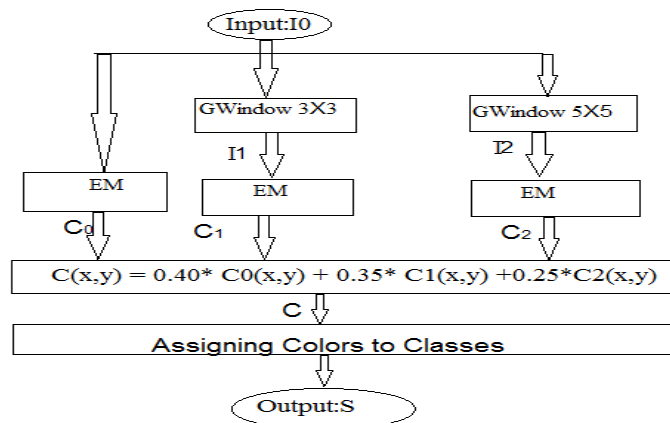 Input:I0
GWindow 3X3
GWindow 5X5
I1
I2
EM
EM
EM
C0
C1
C2
C(x,y) = 0.40* C0(x,y) + 0.35* C1(x,y) +0.25*C2(x,y)
C
Assigning Colors to Classes
Output:S